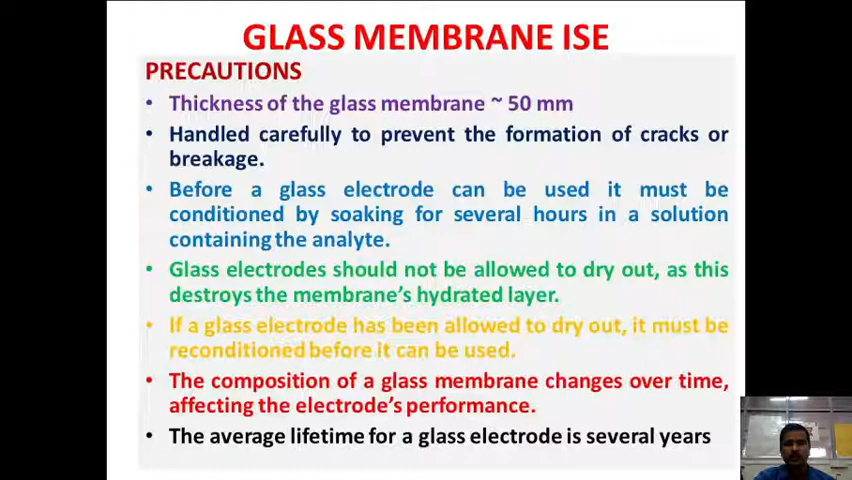 GLASS MEMBRANE ISE
PRECAUTIONS
• Thickness of the glass membrane ~ 50 mm
• Handled carefully to prevent the formation of cracks or
breakage.
• Before a glass electrode can be used it must be
conditioned by soaking for several hours in a solution
containing the analyte.
• Glass electrodes should not be allowed to dry out, as this
destroys the membrane's hydrated layer.
• If a glass electrode has been allowed to dry out, it must be
reconditioned before it can be used.
• The composition of a glass membrane changes over time,
affecting the electrode's performance.
• The average lifetime for a glass electrode is several years